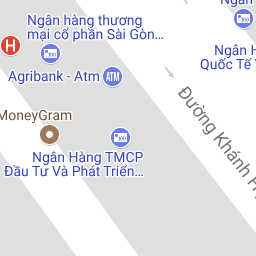 Ngân hàng thương
mại cổ phần Sài Gòn...
H
Agribank - Atm
ATM
Ngân H
Quốc Tế
MoneyGram
Ngân Hàng TMCP
Đầu Tư Và Phát Triển...
Đường Khánh